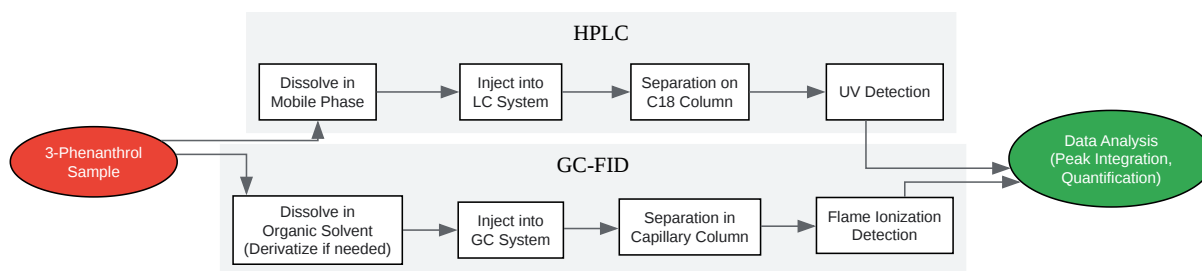 HPLC
Dissolve in
Mobile Phase
Inject into
LC System
Separation on
C18 Column
UV Detection
3-Phenanthrol
Sample
Data Analysis
(Peak Integration,
Quantification)
GC-FID
Dissolve in
Organic Solvent
(Derivatize if needed)
Inject into
GC System
Separation in
Capillary Column
Flame Ionization
Detection